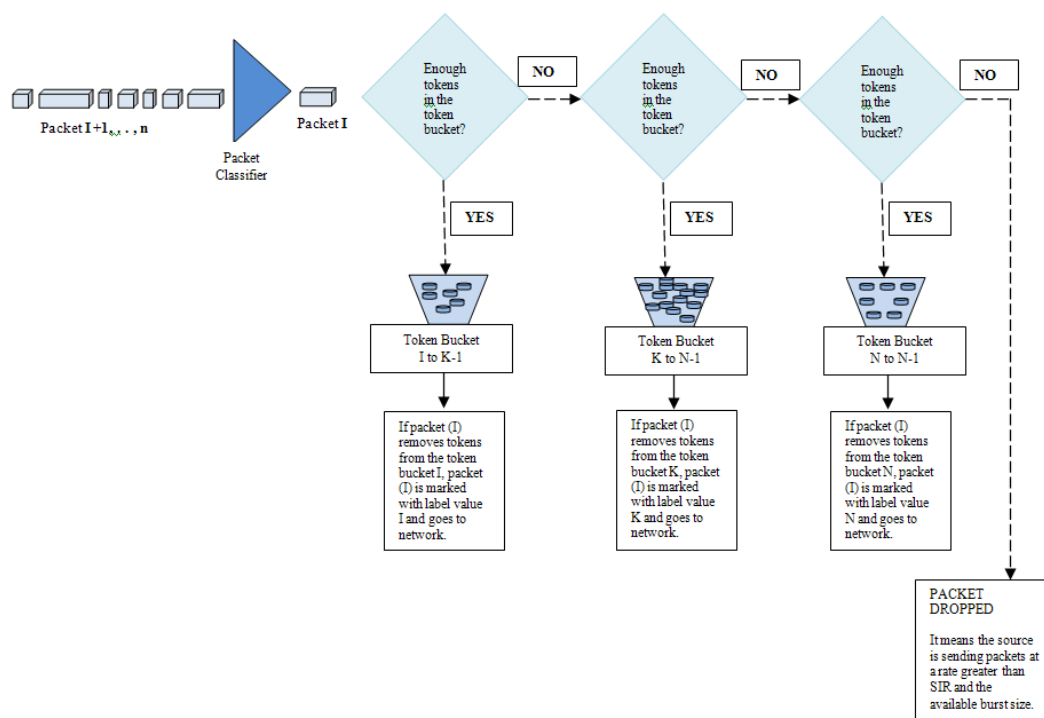 Packet I+1,.,. . , n
Packet
Classifier
Packet I
Enough
tokens
in the
token
bucket?
NO
Enough
tokens
in the
token
bucket?
NO
Enough
tokens
in the
token
bucket?
NO
YES
YES
YES
Token Bucket
I to K-1
Token Bucket
K to N-1
Token Bucket
N to N-1
If packet (I)
removes tokens
from the token
bucket I, packet
(I) is marked
with label value
I and goes to
network.
If packet (I)
removes tokens
from the token
bucket K, packet
(I) is marked
with label value
K and goes to
network.
If packet (I)
removes tokens
from the token
bucket N, packet
(I) is marked
with label value
N and goes to
network.
PACKET
DROPPED
It means the source
is sending packets at
a rate greater than
SIR and the
available burst size.